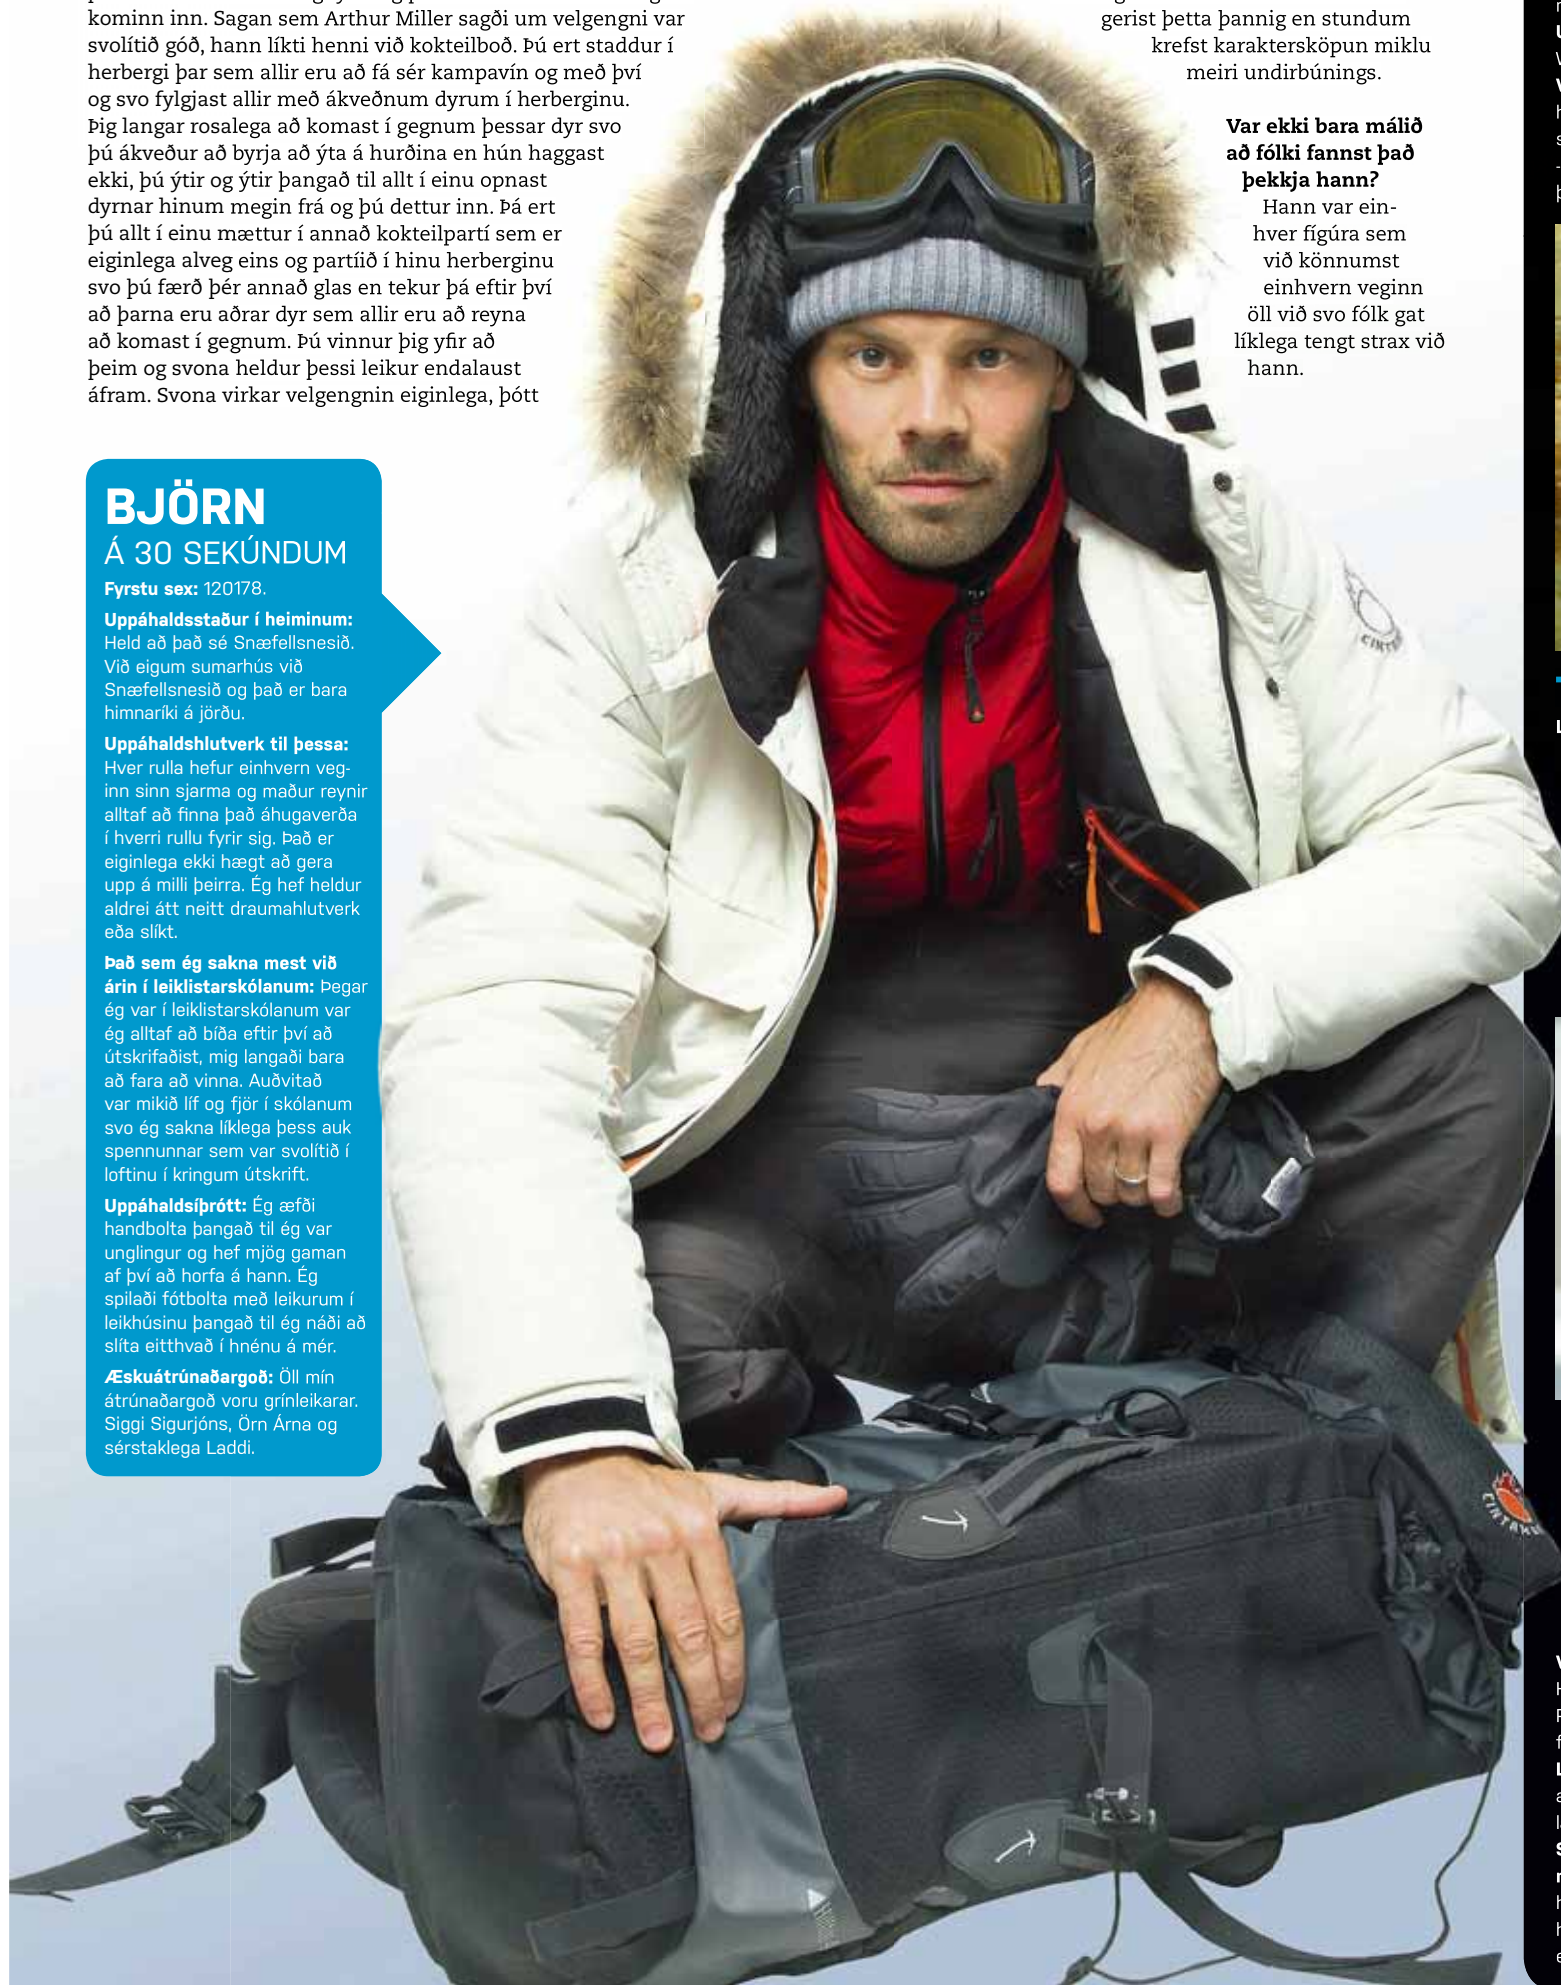 kominn inn. Sagan sem Arthur Miller sagði um velgengni var
svolítið góð, hann líkti henni við kokteilboð. Þú ert staddur í
herbergi þar sem allir eru að fá sér kampavín og með því
og svo fylgjast allir með ákveðnum dyrum í herberginu.
Þig langar rosalega að komast í gegnum þessar dyr svo
þú ákveður að byrja að ýta á hurðina en hún haggast
ekki, þú ýtir og ýtir þangað til allt í einu opnast
dyrnar hinum megin frá og þú dettur inn. Þá ert
þú allt í einu mættur í annað kokteilpartí sem er
eiginlega alveg eins og partíið í hinu herberginu
svo þú færð þér annað glas en tekur þá eftir því
að þarna eru aðrar dyr sem allir eru að reyna
að komast í gegnum. Þú vinnur þig yfir að
þeim og svona heldur þessi leikur endalaust
áfram. Svona virkar velgengnin eiginlega, þótt
gerist þetta þannig en stundum
krefst karaktersköpun miklu
meiri undirbúnings.
Var ekki bara málið
að fólki fannst það
þekkja hann?
Hann var ein-
hver fígúra sem
við könnumst
einhvern veginn
öll við svo fólk gat
líklega tengt strax við
hann.
BJÖRN
Á 30 SEKÚNDUM
Fyrstu sex: 120178.
Uppáhaldsstaður í heiminum:
Held að það sé Snæfellsnesið.
Við eigum sumarhús við
Snæfellsnesið og það er bara
himnaríki á jörðu.
Uppáhaldshlutverk til þessa:
Hver rulla hefur einhvern veg-
inn sinn sjarma og maður reynir
alltaf að finna það áhugaverða
í hverri rullu fyrir sig. Það er
eiginlega ekki hægt að gera
upp á milli þeirra. Ég hef heldur
aldrei átt neitt draumahlutverk
eða slíkt.
Það sem ég sakna mest við
árin í leiklistarskólanum: Þegar
ég var í leiklistarskólanum var
ég alltaf að bíða eftir því að
útskrifaðist, mig langaði bara
að fara að vinna. Auðvitað
var mikið líf og fjör í skólanum
svo ég sakna líklega þess auk
spennunnar sem var svolítið í
loftinu í kringum útskrift.
Uppáhaldsíþrótt: Ég æfði
handbolta þangað til ég var
unglingur og hef mjög gaman
af því að horfa á hann. Ég
spilaði fótbolta með leikurum í
leikhúsinu þangað til ég náði að
slíta eitthvað í hnénu á mér.
Æskuátrúnaðargoð: Öll mín
átrúnaðargoð voru grínleikarar.
Siggi Sigurjóns, Örn Árna og
sérstaklega Laddi.